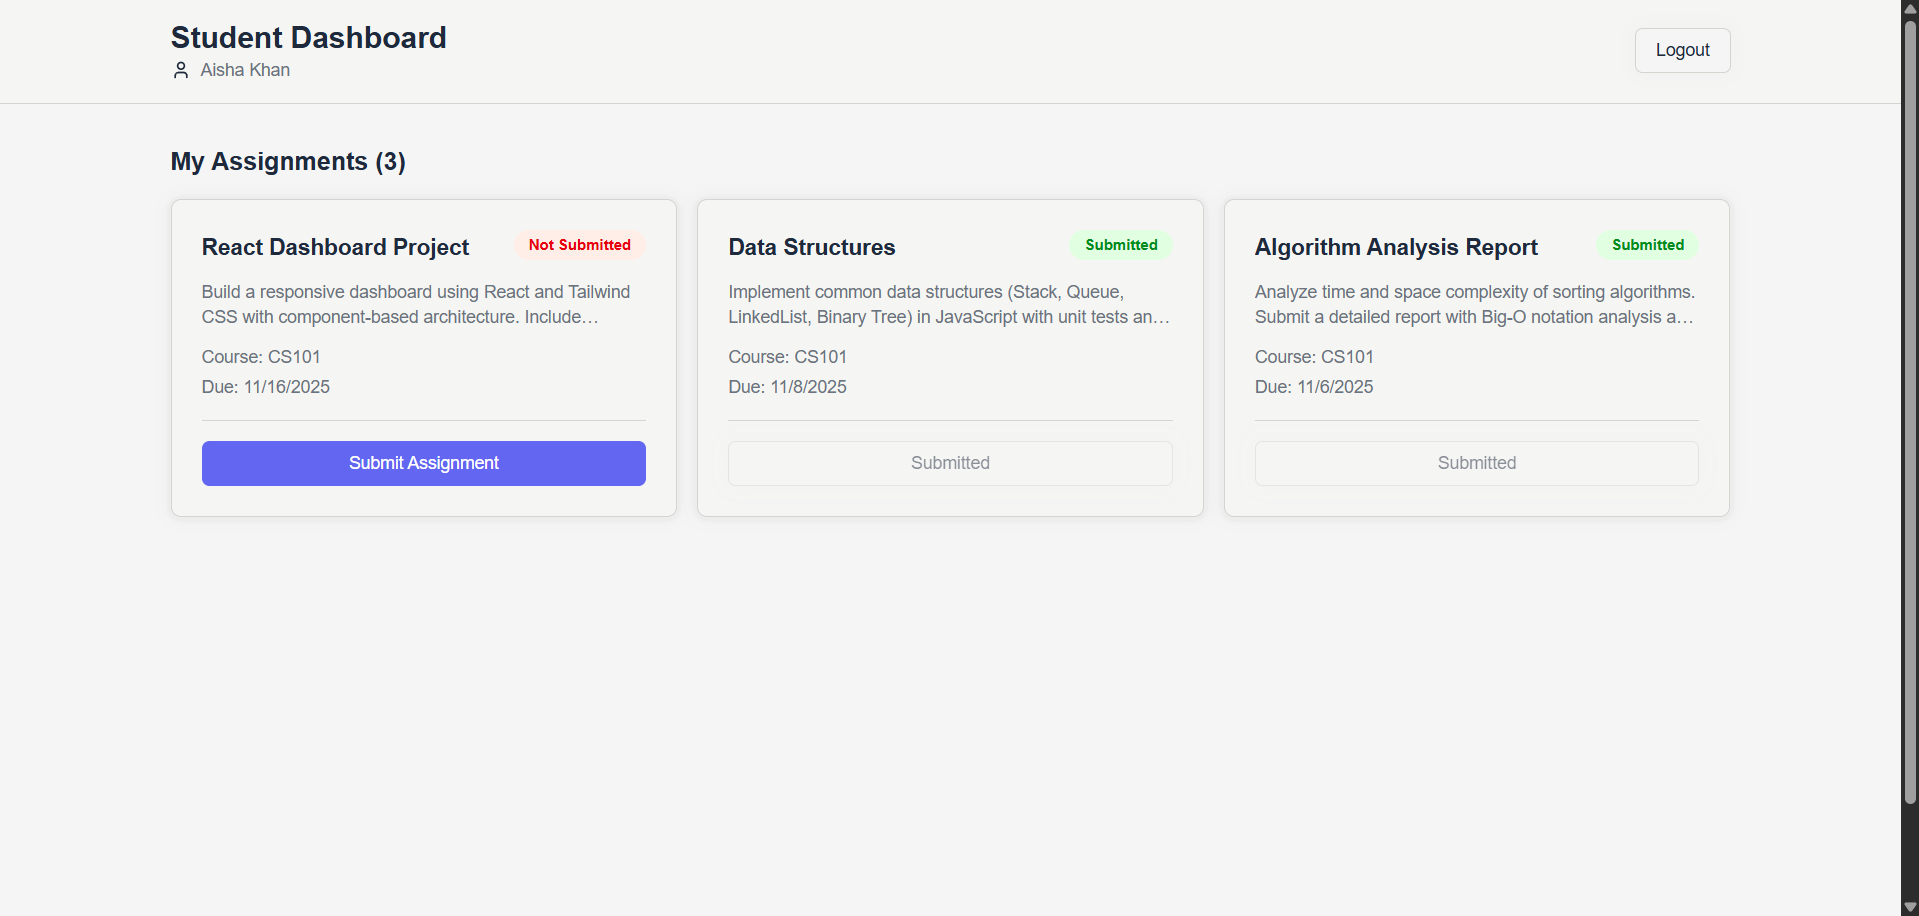 Student Dashboard
Aisha Khan
Logout
My Assignments (3)
React Dashboard Project
Not Submitted
Build a responsive dashboard using React and Tailwind
CSS with component-based architecture. Include…
Course: CS101
Due: 11/16/2025
Submit Assignment
Data Structures
Submitted
Implement common data structures (Stack, Queue,
LinkedList, Binary Tree) in JavaScript with unit tests an…
Course: CS101
Due: 11/8/2025
Submitted
Algorithm Analysis Report
Submitted
Analyze time and space complexity of sorting algorithms.
Submit a detailed report with Big-O notation analysis a…
Course: CS101
Due: 11/6/2025
Submitted